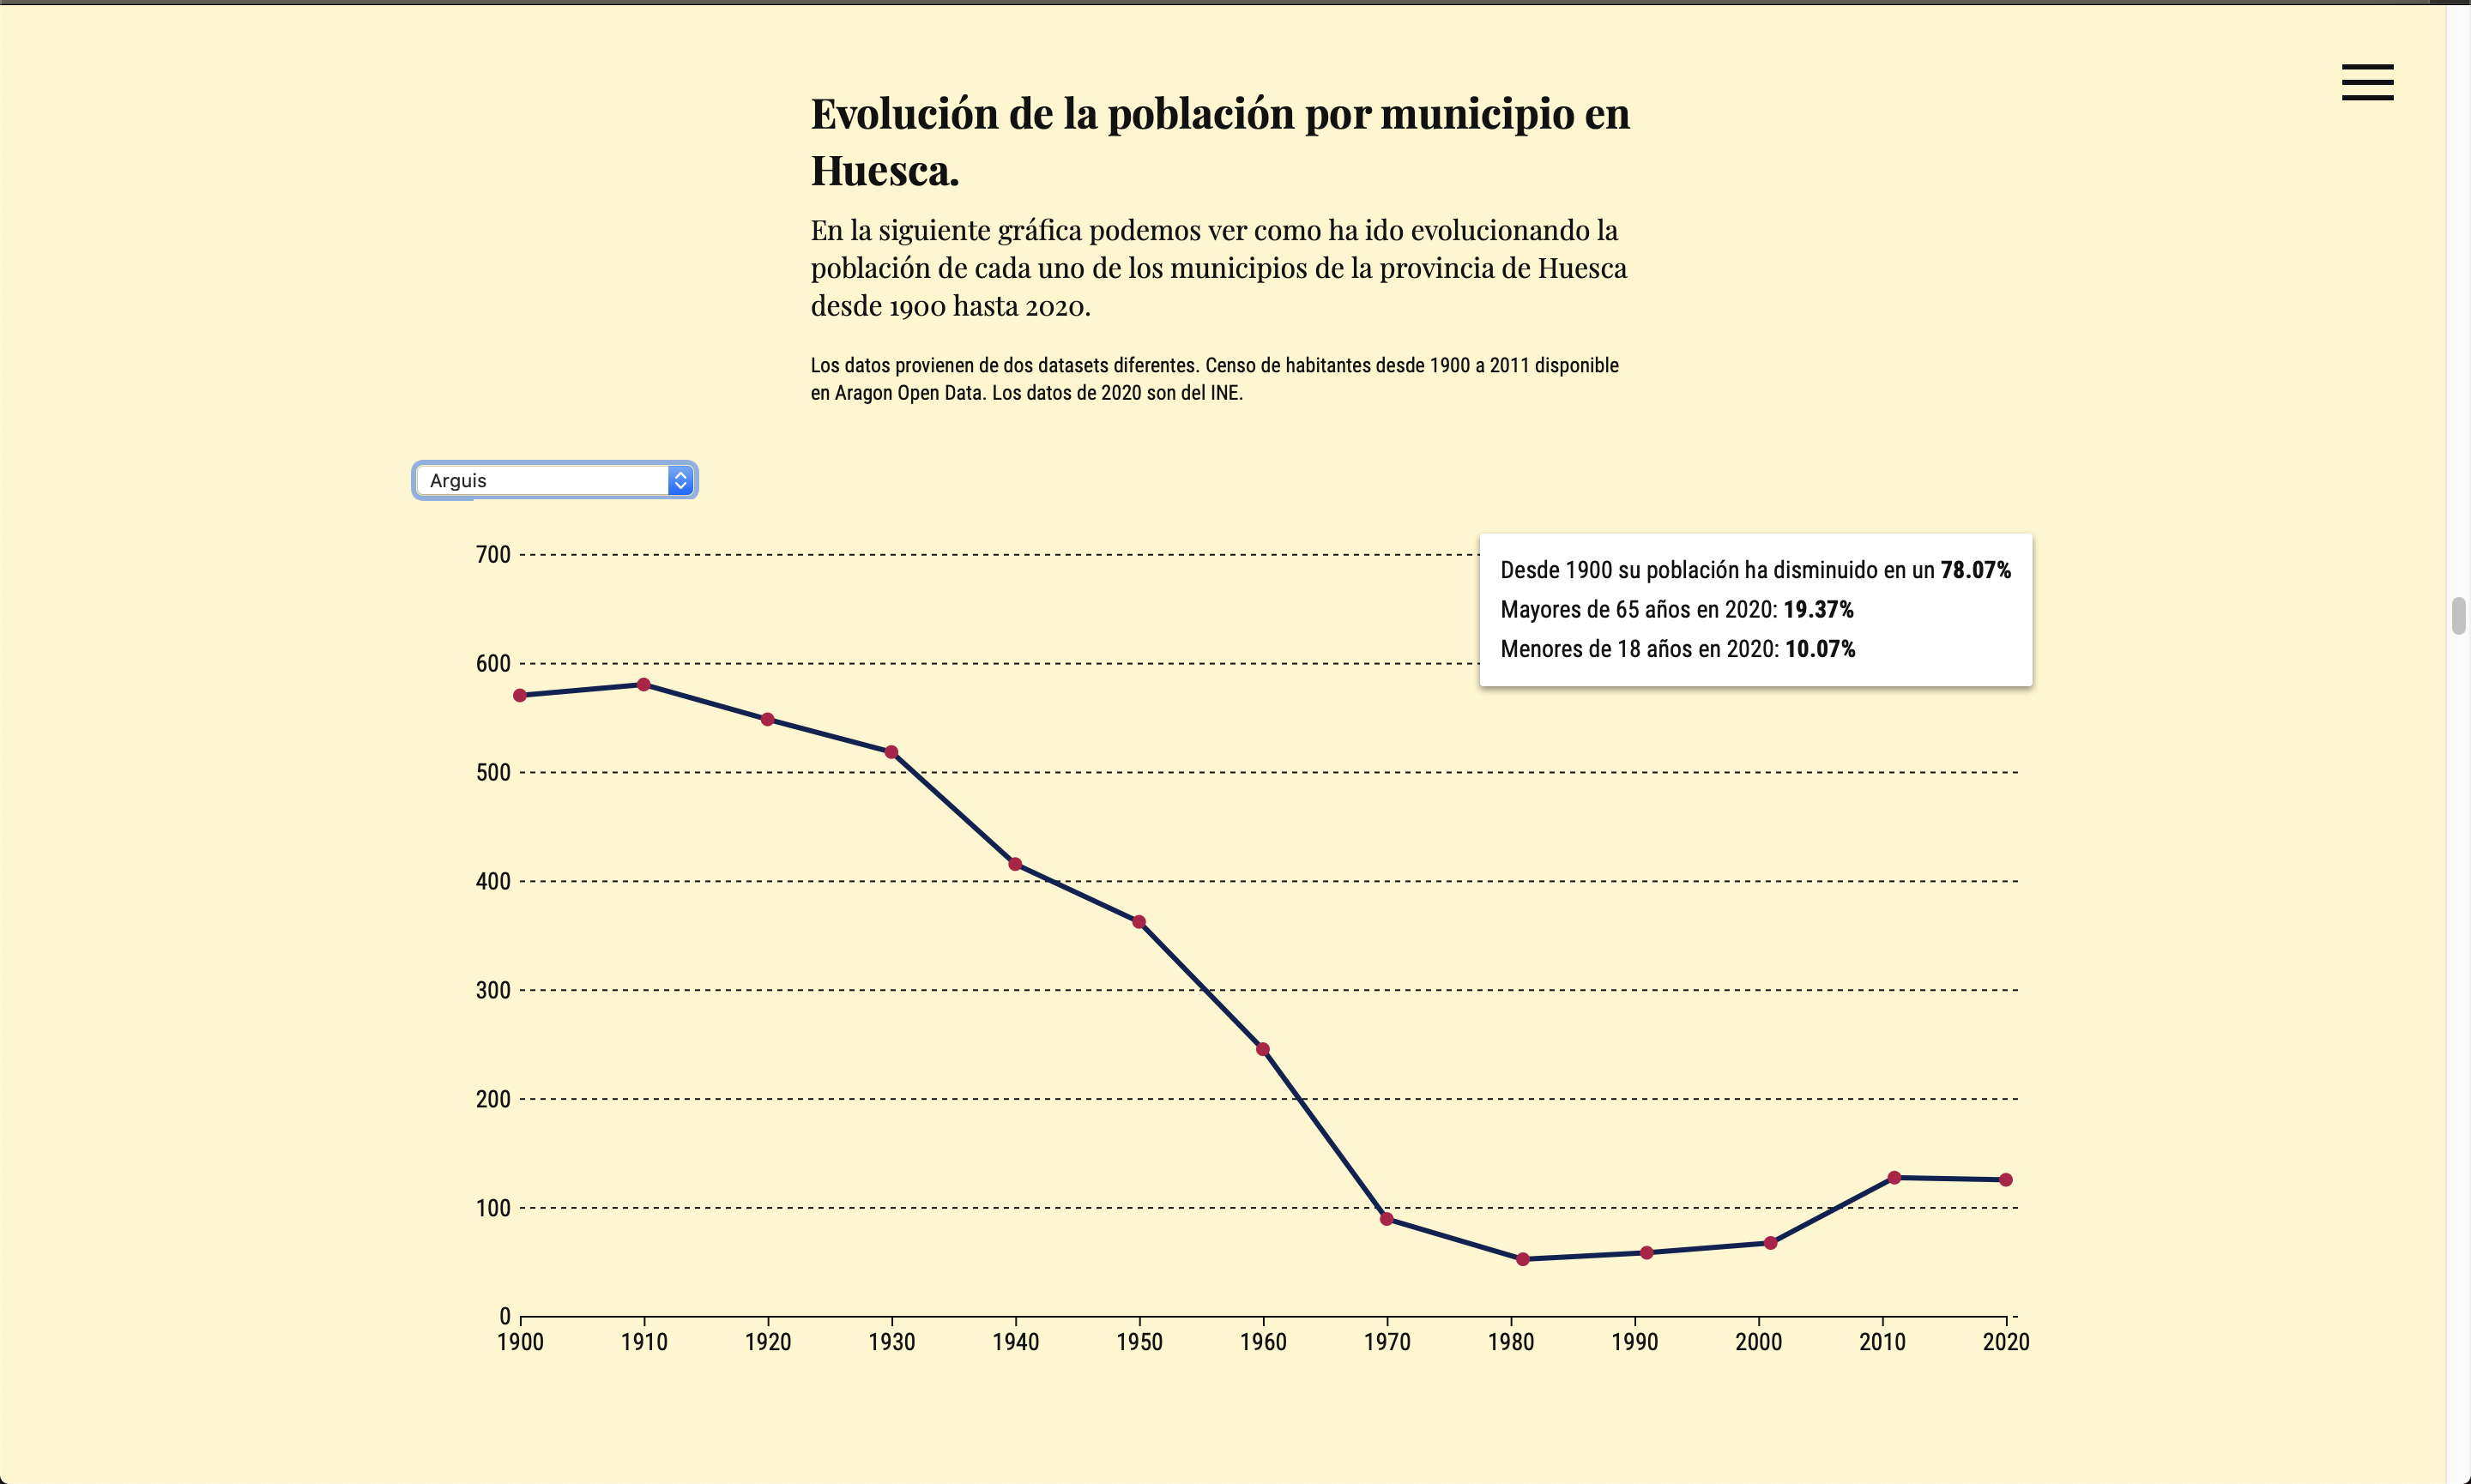 Evolución de la población por municipio en
Huesca.
En la siguiente gráfica podemos ver como ha ido evolucionando la
población de cada uno de los municipios de la provincia de Huesca
desde 1900 hasta 2020.
Los datos provienen de dos datasets diferentes. Censo de habitantes desde 1900 a 2011 disponible
en Aragon Open Data. Los datos de 2020 son del INE.
Arguis
Desde 1900 su población ha disminuido en un 78.07%
Mayores de 65 años en 2020: 19.37%
Menores de 18 años en 2020: 10.07%
700
600
500
400
300
200
100
0
1900 1910 1920 1930 1940 1950 1960 1970 1980 1990 2000 2010 2020